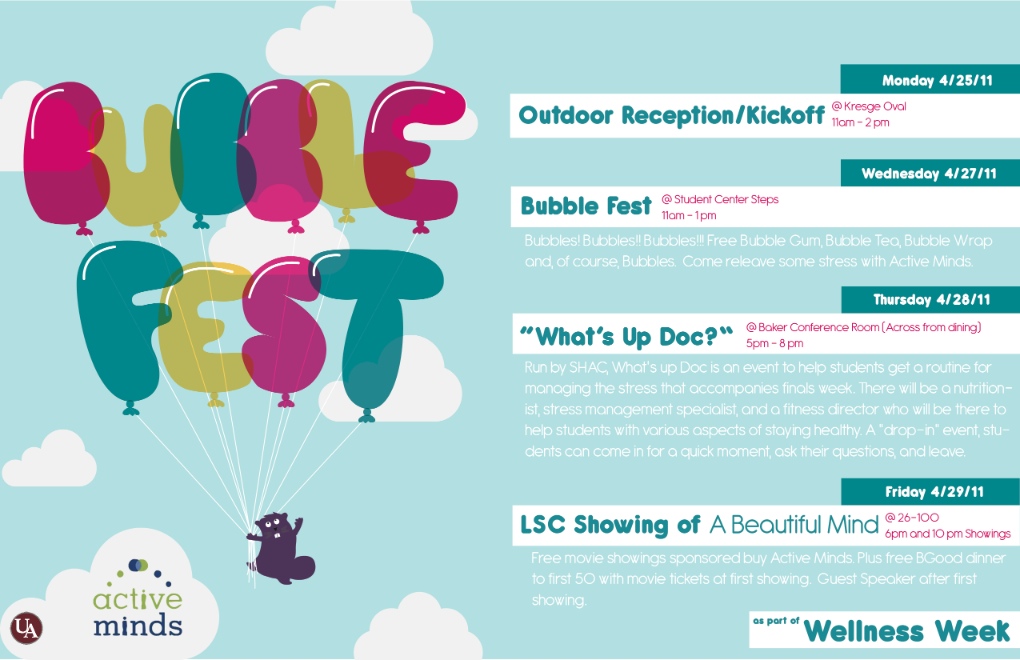 BUBBLE
FEST
active
minds
UA
Monday 4/25/11
Outdoor Reception/Kickoff
@ Kresge Oval
11am - 2 pm
Wednesday 4/27/11
Bubble Fest
@ Student Center Steps
11am - 1 pm
Bubbles! Bubbles!! Bubbles!!! Free Bubble Gum, Bubble Tea, Bubble Wrap
and, of course, Bubbles. Come releave some stress with Active Minds.
Thursday 4/28/11
"What's Up Doc?"
@ Baker Conference Room (Across from dining)
5pm - 8 pm
Run by SHAC, What's up Doc is an event to help students get a routine for
managing the stress that accompanies finals week. There will be a nutrition-
ist, stress management specialist, and a fitness director who will be there to
help students with various aspects of staying healthy. A "drop-in" event, stu-
dents can come in for a quick moment, ask their questions, and leave.
Friday 4/29/11
LSC Showing of A Beautiful Mind
@ 26-100
6pm and 10 pm Showings
Free movie showings sponsored buy Active Minds. Plus free BGood dinner
to first 50 with movie tickets at first showing. Guest Speaker after first
showing.
as part of
Wellness Week